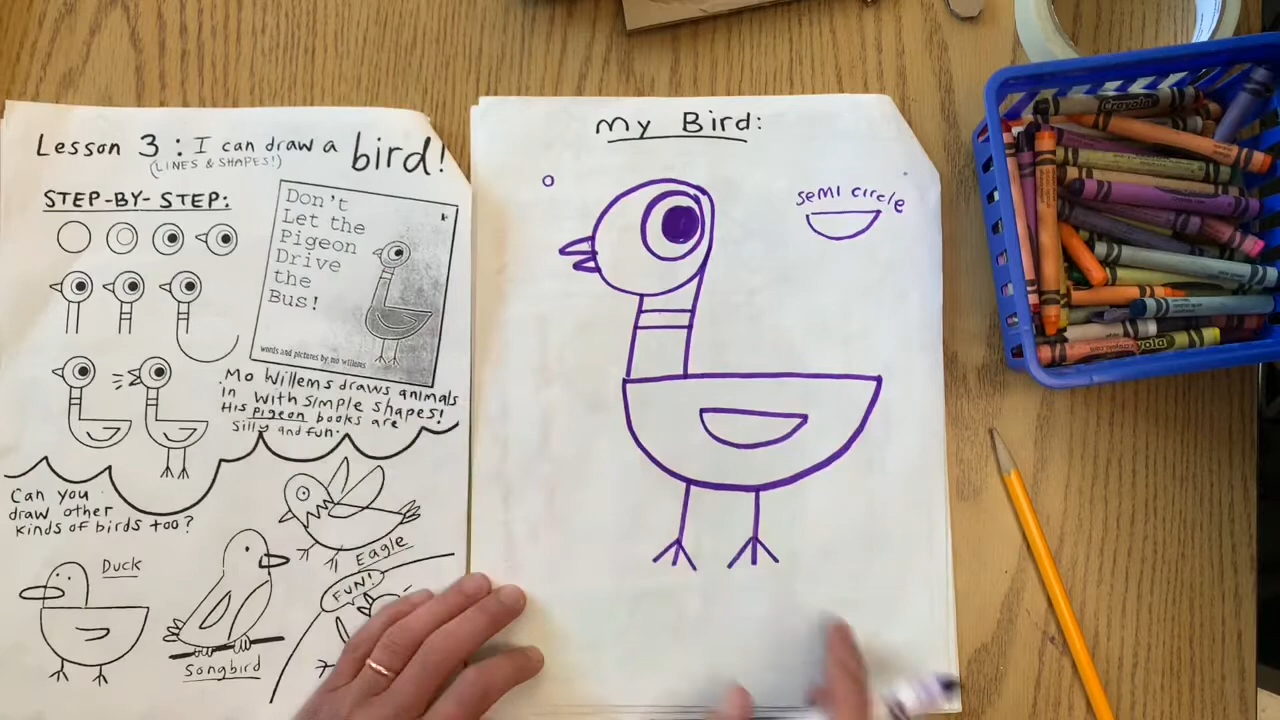 Lesson 3: I can draw a bird!
(LINES & SHAPES!)
STEP-BY-STEP:
Don't
Let the
Pigeon
Drive
the
Bus!
words and pictures by mo willems
Mo Willems draws animals
in with simple shapes!
His pigeon books are
silly and fun.
Can you
draw other
kinds of birds too?
Duck
Songbird
Eagle
FUN!
My Bird:
semi circle
Crayola
yola